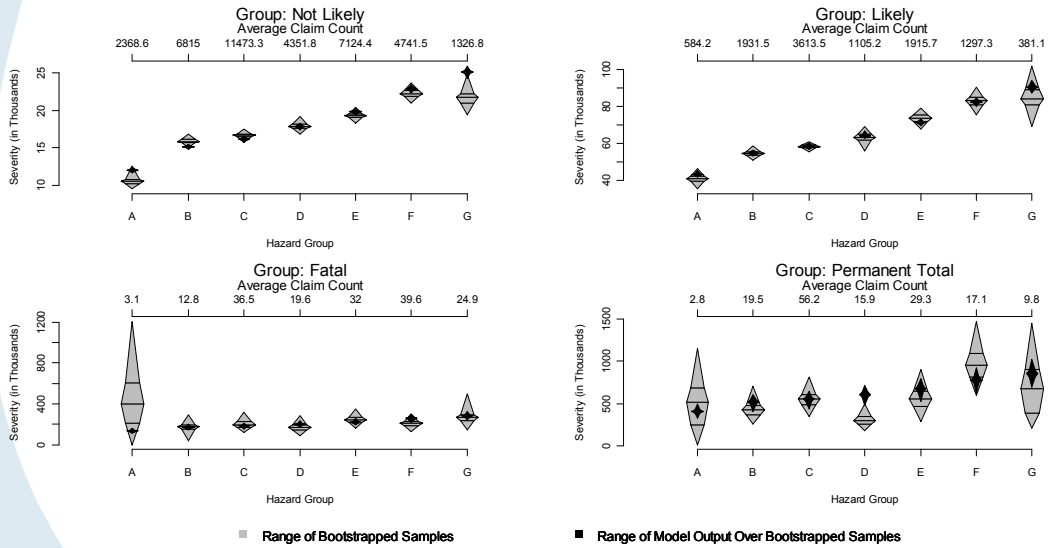 Group: Not Likely
Average Claim Count
2368.6 6815 11473.3 4351.8 7124.4 4741.5 1326.8
Severity (in Thousands)
25
20
15
10
A B C D E F G
Hazard Group
Group: Likely
Average Claim Count
584.2 1931.5 3613.5 1105.2 1915.7 1297.3 381.1
Severity (in Thousands)
100
80
60
40
A B C D E F G
Hazard Group
Group: Fatal
Average Claim Count
3.1 12.8 36.5 19.6 32 39.6 24.9
Severity (in Thousands)
1200
800
400
0
A B C D E F G
Hazard Group
Group: Permanent Total
Average Claim Count
2.8 19.5 56.2 15.9 29.3 17.1 9.8
Severity (in Thousands)
1500
1000
500
0
A B C D E F G
Hazard Group
Range of Bootstrapped Samples
Range of Model Output Over Bootstrapped Samples